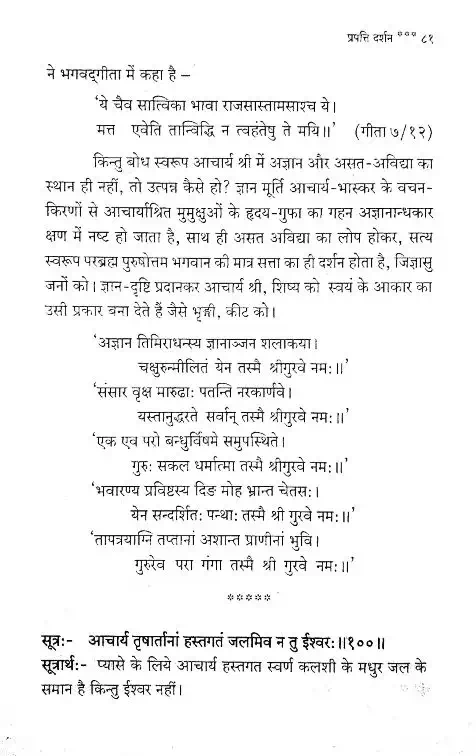 प्रपत्ति दर्शन *** ८१
ने भगवद्गीता में कहा है –
‘ये चैव सात्विका भावा राजसास्तामसाश्च ये।
मत्त एवेति तान्विद्धि न त्वहंतेषु ते मयि॥’ (गीता ७/१२)
किन्तु बोध स्वरूप आचार्य श्री में अज्ञान और असत-अविद्या का
स्थान ही नहीं, तो उत्पन्न कैसे हो? ज्ञान मूर्ति आचार्य-भास्कर के वचन-
किरणों से आचार्याश्रित मुमुक्षुओं के हृदय-गुफा का गहन अज्ञानान्धकार
क्षण में नष्ट हो जाता है, साथ ही असत अविद्या का लोप होकर, सत्य
स्वरूप परब्रह्म पुरुषोत्तम भगवान की मात्र सत्ता का ही दर्शन होता है, जिज्ञासु
जनों को। ज्ञान-दृष्टि प्रदानकर आचार्य श्री, शिष्य को स्वयं के आकार का
उसी प्रकार बना देते हैं जैसे भृङ्गी, कीट को।
‘अज्ञान तिमिरान्धस्य ज्ञानाञ्जन शलाकया।
चक्षुरुन्मीलितं येन तस्मै श्रीगुरवे नमः॥’
‘संसार वृक्ष मारुढाः पतन्ति नरकार्णवे।
यस्तानुद्धरते सर्वान् तस्मै श्रीगुरवे नमः॥’
‘एक एव परो बन्धुर्विषमे समुपस्थिते।
गुरुः सकल धर्मात्मा तस्मै श्रीगुरवे नमः॥’
‘भवारण्य प्रविष्टस्य दिङ मोह भ्रान्त चेतसः।
येन सन्दर्शितः पन्थाः तस्मै श्री गुरवे नमः॥’
‘तापत्रयाग्नि तप्तानां अशान्त प्राणीनां भुवि।
गुरुरेव परा गंगा तस्मै श्री गुरवे नमः॥’
*****
सूत्रः- आचार्य तृषार्तानां हस्तगतं जलमिव न तु ईश्वरः॥१००॥
सूत्रार्थः- प्यासे के लिये आचार्य हस्तगत स्वर्ण कलशी के मधुर जल के
समान है किन्तु ईश्वर नहीं।